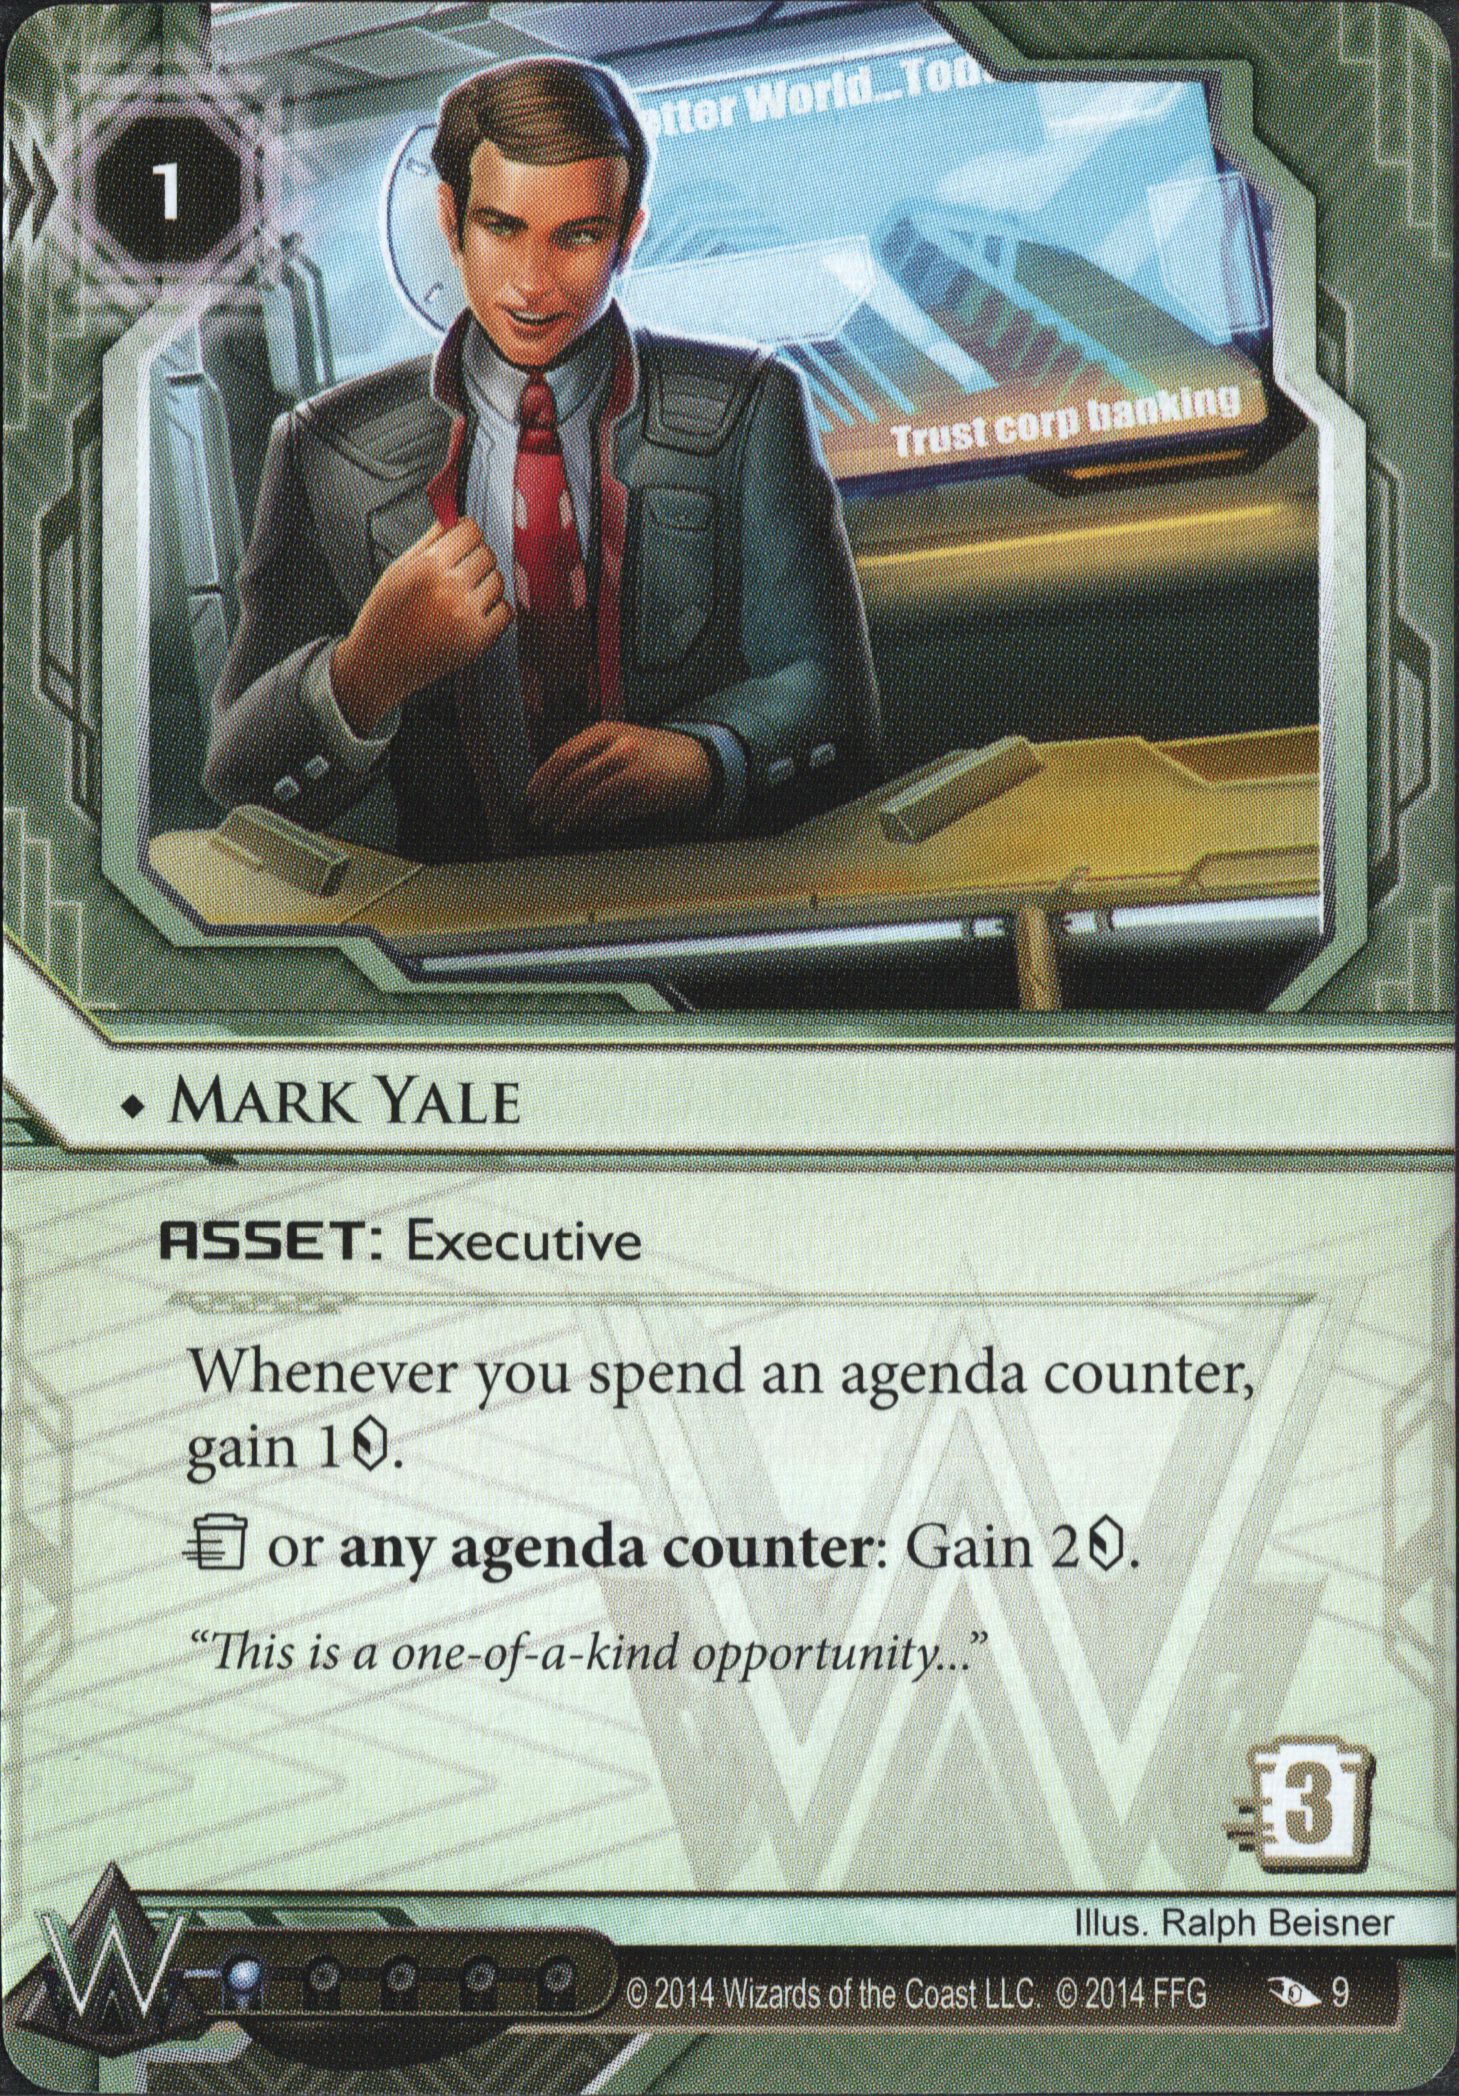 1
etter World...Tod
Trust corp banking
MARK YALE
ASSET: Executive
Whenever you spend an agenda counter,
gain 1.
or any agenda counter: Gain 2.
“This is a one-of-a-kind opportunity...”
3
Illus. Ralph Beisner
W
© 2014 Wizards of the Coast LLC. © 2014 FFG 9